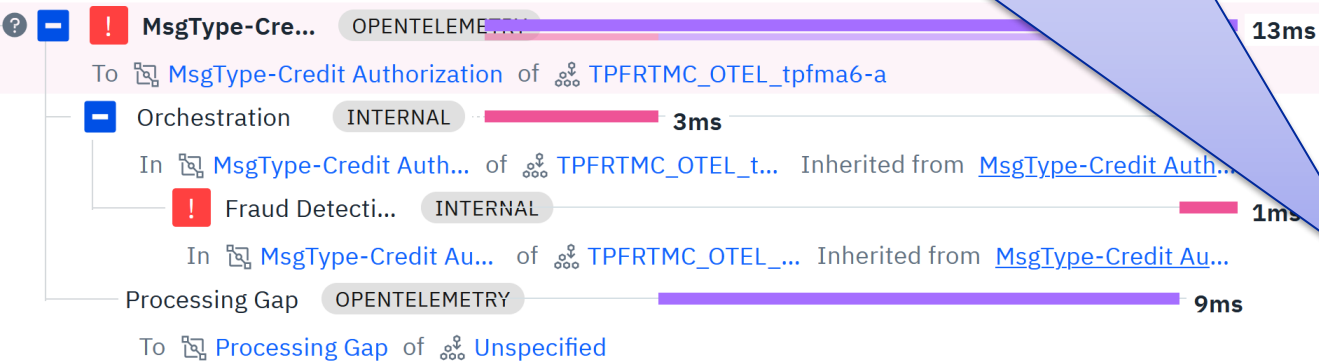 ? − ! MsgType-Cre... OPENTELEMETRY 13ms
To MsgType-Credit Authorization of TPFRTMC_OTEL_tpfma6-a
− Orchestration INTERNAL 3ms
In MsgType-Credit Auth... of TPFRTMC_OTEL_t... Inherited from MsgType-Credit Auth...
! Fraud Detecti... INTERNAL 1ms
In MsgType-Credit Au... of TPFRTMC_OTEL_... Inherited from MsgType-Credit Au...
Processing Gap OPENTELEMETRY 9ms
To Processing Gap of Unspecified